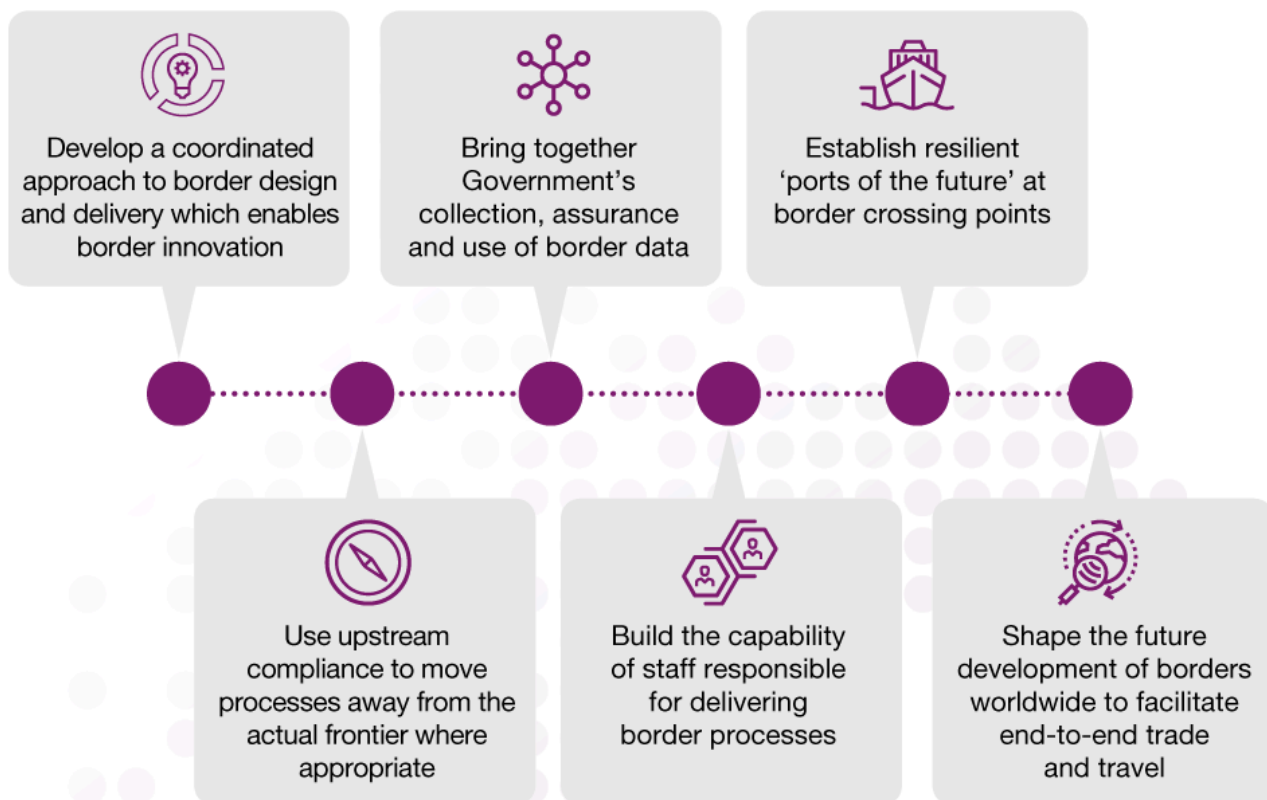 Develop a coordinated
approach to border design
and delivery which enables
border innovation
Bring together
Government’s
collection, assurance
and use of border data
Establish resilient
‘ports of the future’ at
border crossing points
Use upstream
compliance to move
processes away from the
actual frontier where
appropriate
Build the capability
of staff responsible
for delivering
border processes
Shape the future
development of borders
worldwide to facilitate
end-to-end trade
and travel